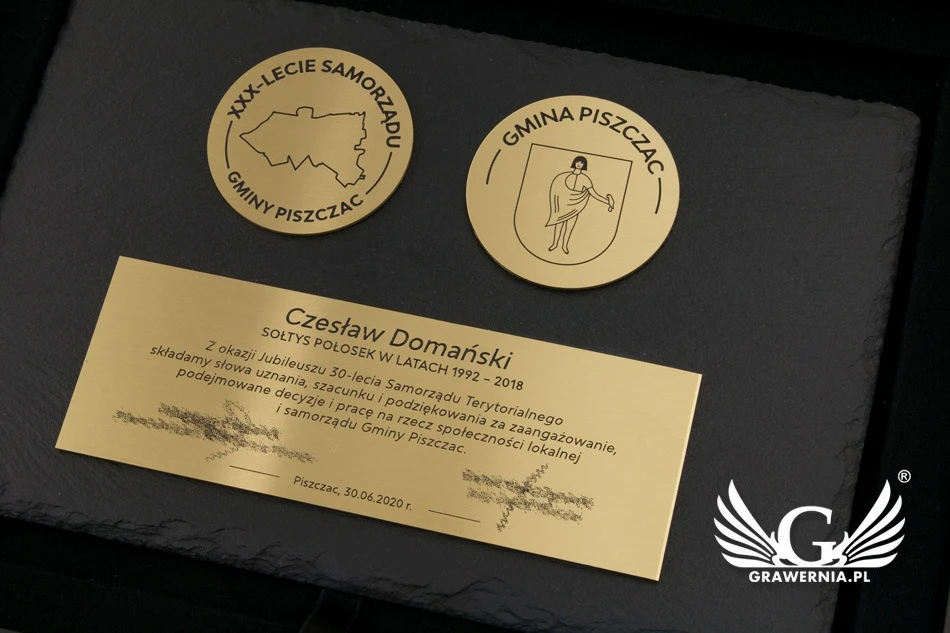 XXX-LECIE SAMORZĄDU
GMINY PISZCZAC
GMINA PISZCZAC
Czesław Domański
SOŁTYS POŁOSEK W LATACH 1992 – 2018
Z okazji Jubileuszu 30-lecia Samorządu Terytorialnego
składamy słowa uznania, szacunku i podziękowania za zaangażowanie,
podejmowane decyzje i pracę na rzecz społeczności lokalnej
i samorządu Gminy Piszczac.
Piszczac, 30.06.2020 r.
G
®
GRAWERNIA.PL